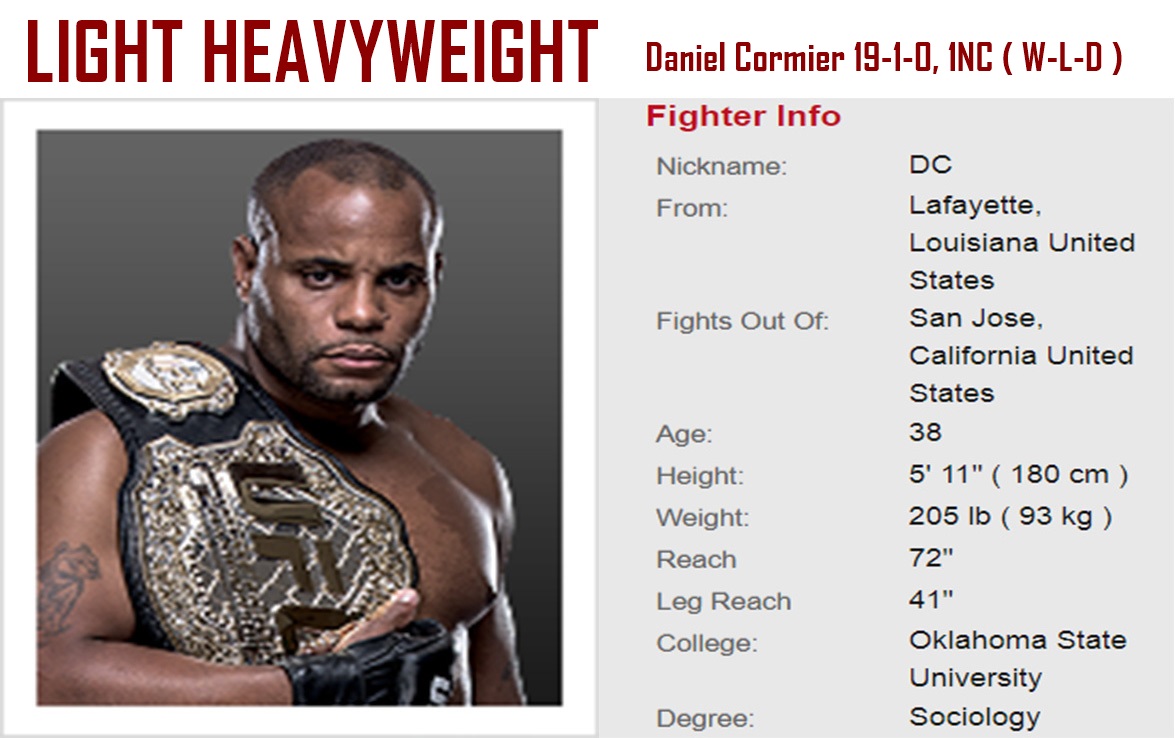 LIGHT HEAVYWEIGHT
Daniel Cormier 19-1-0, 1NC ( W-L-D )
Fighter Info
Nickname: DC
From: Lafayette,
Louisiana United
States
Fights Out Of: San Jose,
California United
States
Age: 38
Height: 5' 11" ( 180 cm )
Weight: 205 lb ( 93 kg )
Reach 72"
Leg Reach 41"
College: Oklahoma State
University
Degree: Sociology
UFC